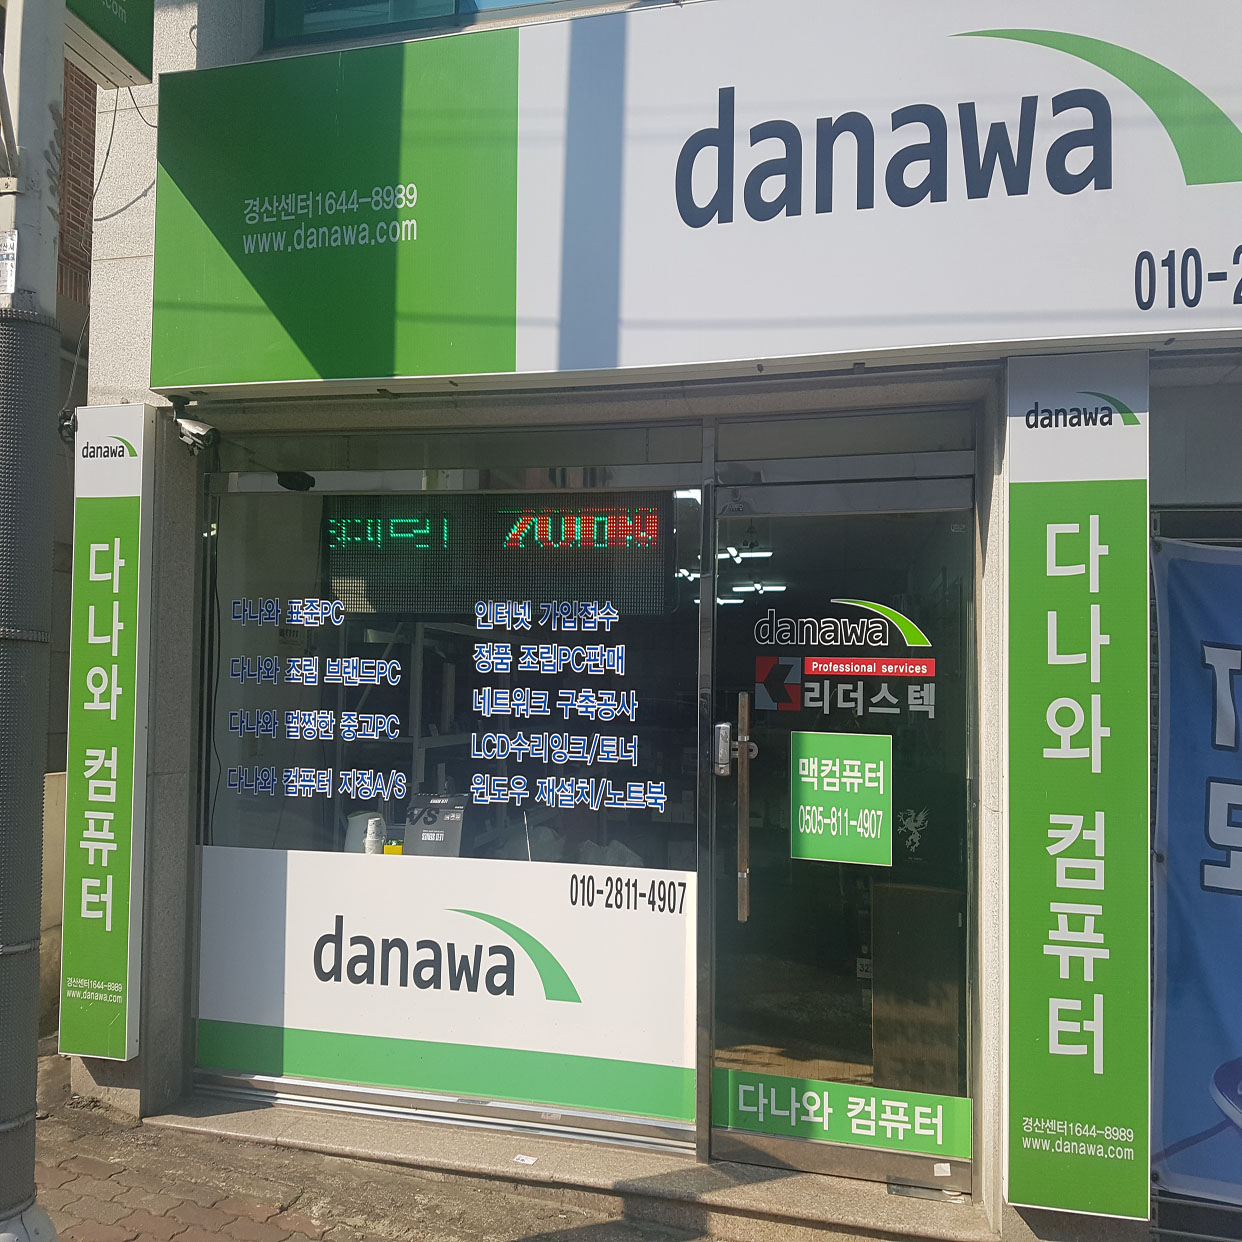 .com
danawa
경산센터1644-8989
www.danawa.com
010-2
danawa
다나와 컴퓨터
경산센터1644-8989
www.danawa.com
다나와 표준PC
다나와 조립 브랜드PC
다나와 멀쩡한 중고PC
다나와 컴퓨터 지정A/S
인터넷 가입접수
정품 조립PC판매
네트워크 구축공사
LCD수리잉크/토너
윈도우 재설치/노트북
010-2811-4907
danawa
danawa
Professional services
리더스텍
맥컴퓨터
0505-811-4907
다나와 컴퓨터
danawa
다나와 컴퓨터
경산센터1644-8989
www.danawa.com